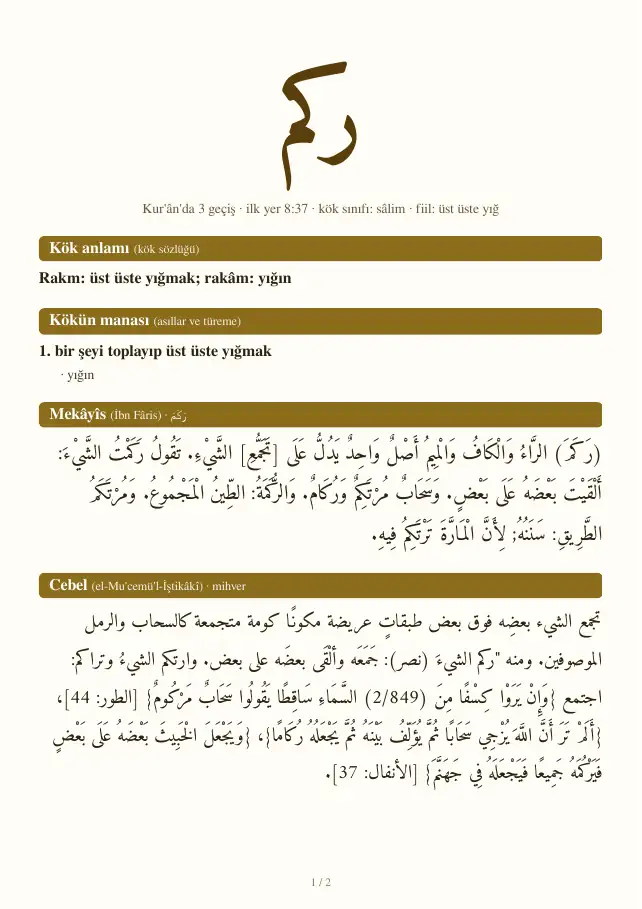 ركم
Kur'ân'da 3 geçiş · ilk yer 8:37 · kök sınıfı: sâlim · fiil: üst üste yığ
Kök anlamı (kök sözlüğü)
Rakm: üst üste yığmak; rakâm: yığın
Kökün manası (asıllar ve türeme)
1. bir şeyi toplayıp üst üste yığmak
· yığın
Mekâyîs (İbn Fâris) · رَكَمَ
(رَكَمَ) الرَّاءُ وَالْكَافُ وَالْمِيمُ أَصْلٌ وَاحِدٌ يَدُلُّ عَلَى [تَجَمُّعِ] الشَّيْءِ. تَقُولُ رَكَمْتُ الشَّيْءَ:
أَلْقَيْتَ بَعْضَهُ عَلَى بَعْضٍ. وَسَحَابٌ مُرْتَكِمٌ وَرُكَامٌ. وَالرُّكْمَةُ: الطِّينُ الْمَجْمُوعُ. وَمُرْتَكَمُ
الطَّرِيقِ: سَنَنُهُ; لِأَنَّ الْمَارَّةَ تَرْتَكِمُ فِيهِ.
Cebel (el-Mu'cemü'l-İştikâkî) · mihver
تجمع الشيء بعضِه فوق بعض طبقاتٍ عريضة مكونًا كومة متجمعة كالسحاب والرمل
الموصوفين. ومنه "ركم الشيءَ (نصر): جَمَعَه وألْقَى بعضَه على بعض. وارتكم الشيءُ وتراكم:
اجتمع {وَإِنْ يَرَوْا كِسْفًا مِنَ (2/849) السَّمَاءِ سَاقِطًا يَقُولُوا سَحَابٌ مَرْكُومٌ} [الطور: 44]،
{أَلَمْ تَرَ أَنَّ اللَّهَ يُزْجِي سَحَابًا ثُمَّ يُؤَلِّفُ بَيْنَهُ ثُمَّ يَجْعَلُهُ رُكَامًا}، {وَيَجْعَلَ الْخَبِيثَ بَعْضَهُ عَلَى بَعْضٍ
فَيَرْكُمَهُ جَمِيعًا فَيَجْعَلَهُ فِي جَهَنَّمَ} [الأنفال: 37].
1 / 2